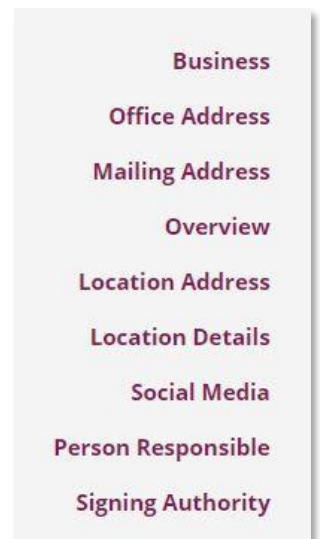 Business
Office Address
Mailing Address
Overview
Location Address
Location Details
Social Media
Person Responsible
Signing Authority